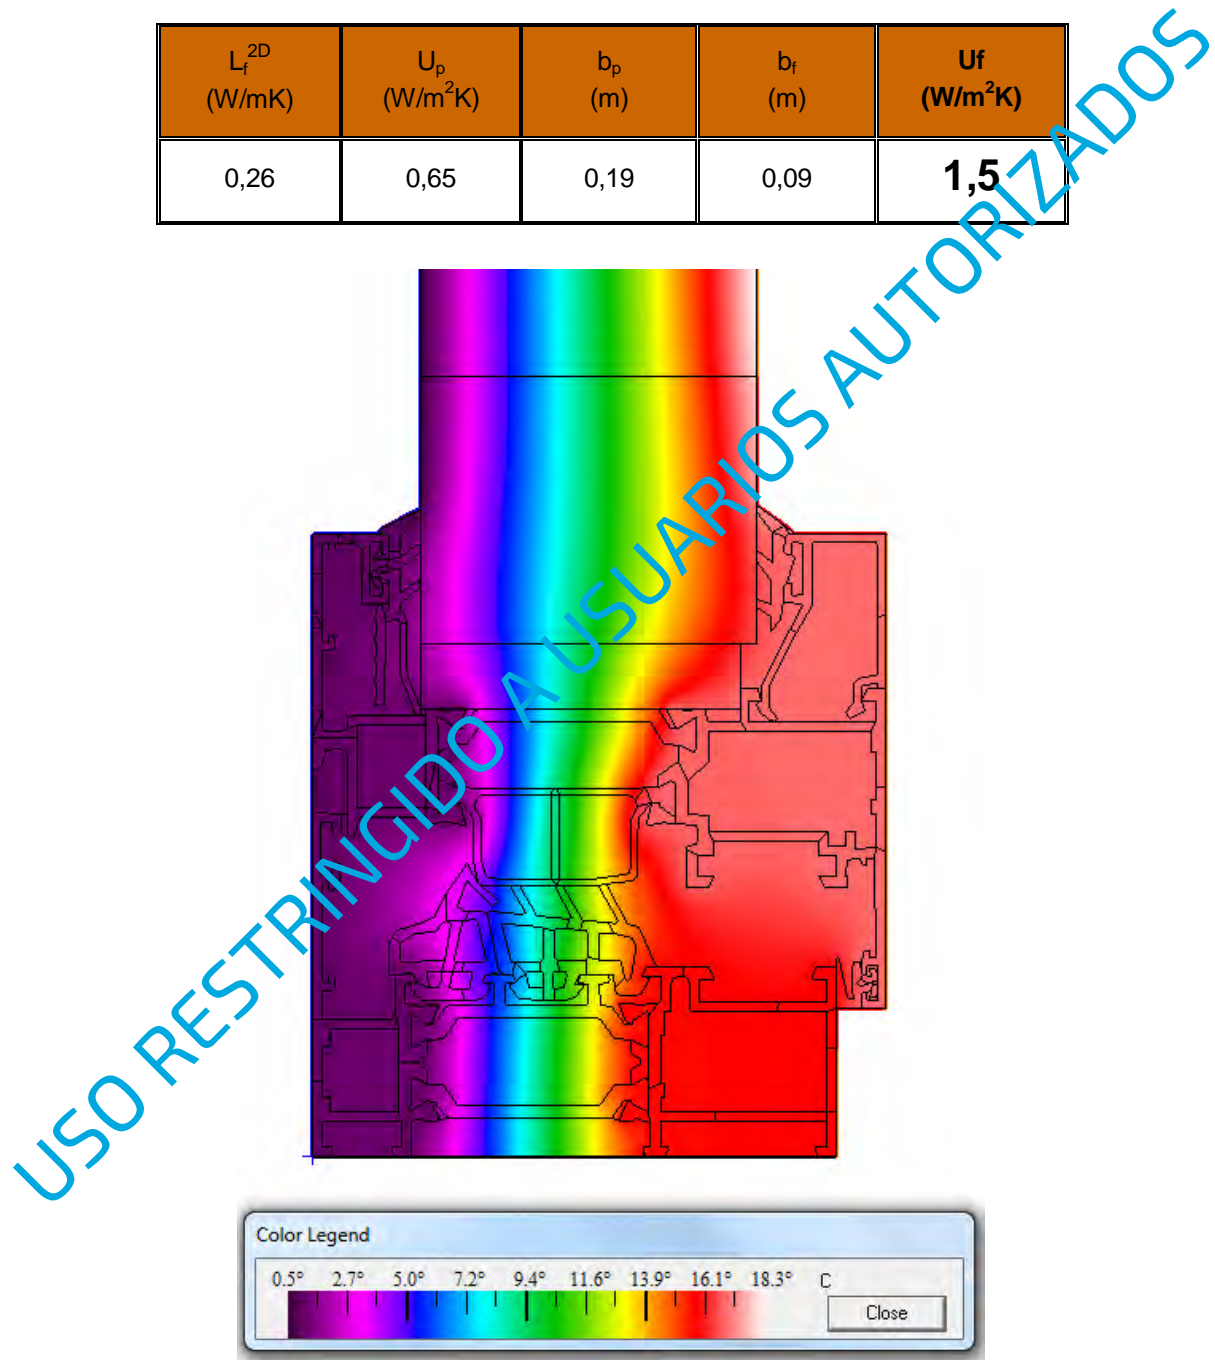 L_f^2D U_p b_p b_f Uf
(W/mK) (W/m²K) (m) (m) (W/m²K)
0,26 0,65 0,19 0,09 1,5
USO RESTRINGIDO A USUARIOS AUTORIZADOS
Color Legend
0.5° 2.7° 5.0° 7.2° 9.4° 11.6° 13.9° 16.1° 18.3° C
Close